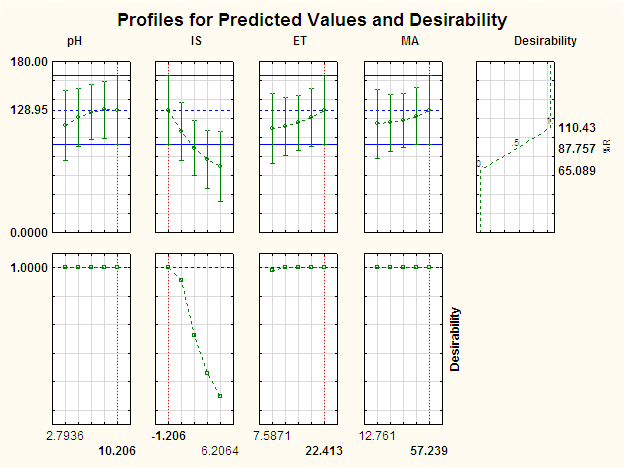 Profiles for Predicted Values and Desirability
pH IS ET MA Desirability
180.00
128.95
0.0000
0
.5
110.43
87.757
65.089
%R
1.0000
Desirability
2.7936 -1.206 7.5871 12.761
10.206 6.2064 22.413 57.239